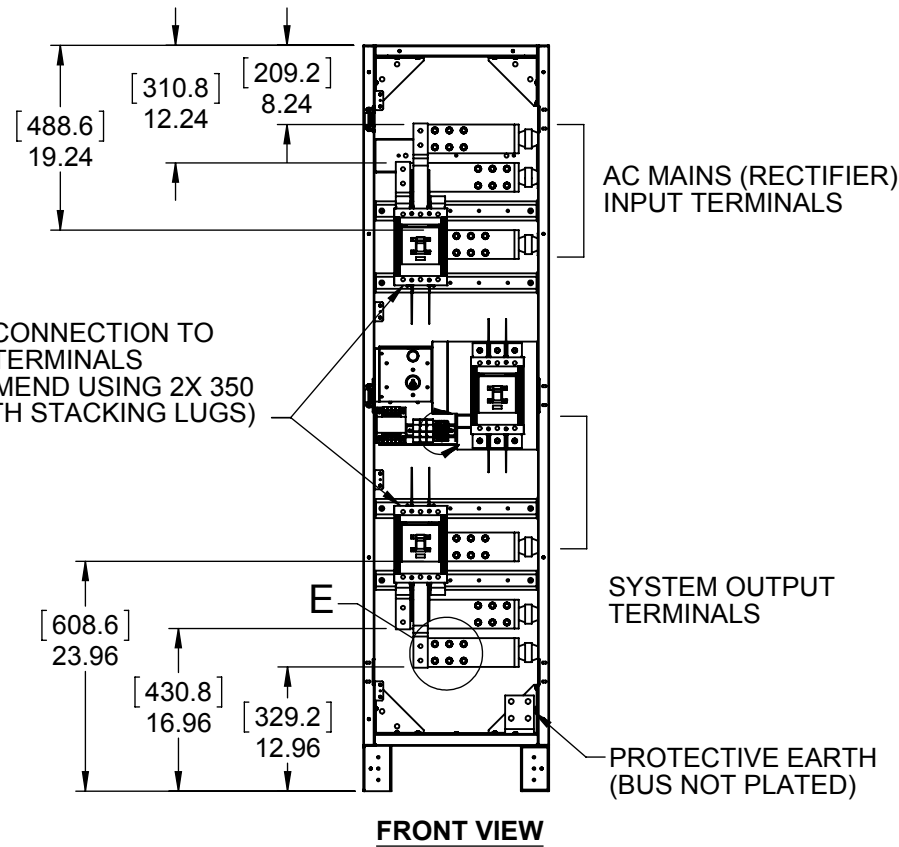 [488.6]
19.24
[310.8]
12.24
[209.2]
8.24
AC MAINS (RECTIFIER)
INPUT TERMINALS
CONNECTION TO
TERMINALS
MEND USING 2X 350
TH STACKING LUGS)
E
SYSTEM OUTPUT
TERMINALS
[608.6]
23.96
[430.8]
16.96
[329.2]
12.96
PROTECTIVE EARTH
(BUS NOT PLATED)
FRONT VIEW